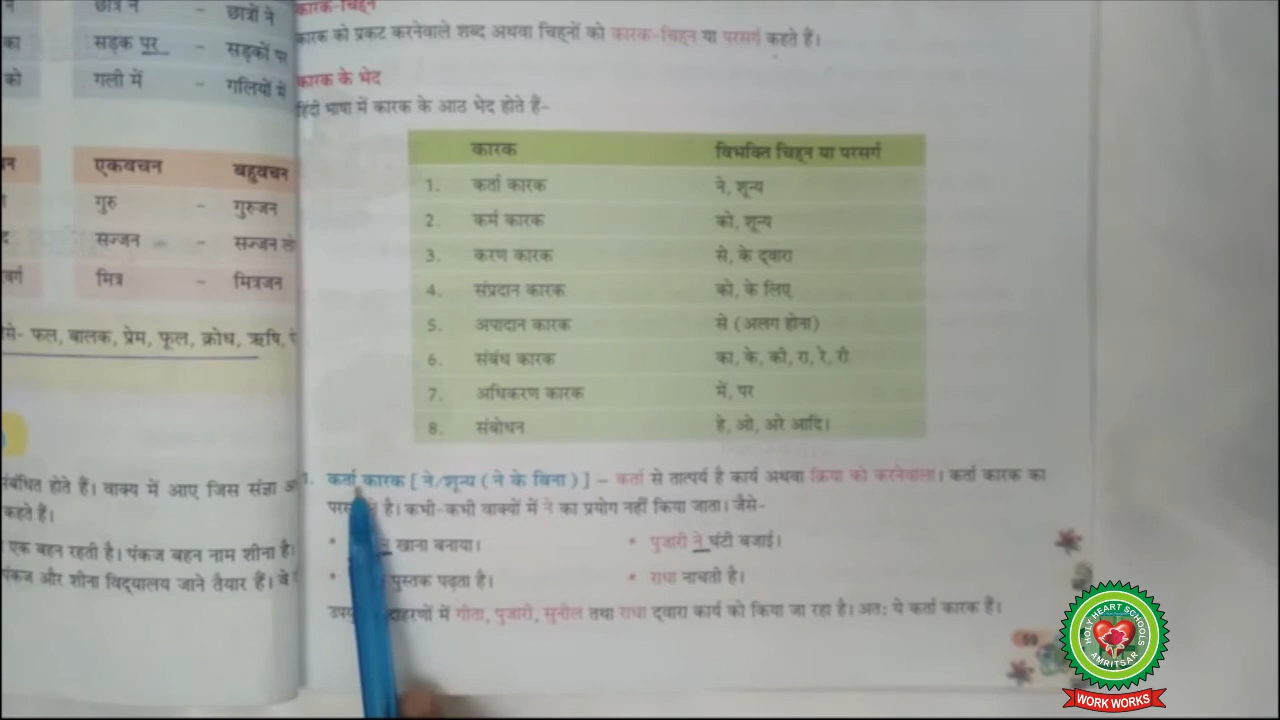 छात्र ने - छात्रों ने
का सड़क पर - सड़कों पर
को गली में - गलियों में
एकवचन बहुवचन
गुरु - गुरुजन
सज्जन - सज्जन
वर्ग मित्र - मित्रजन
फल, बालक, प्रेम, फूल, क्रोध, ऋषि,
होते हैं। वाक्य में आए जिस संज्ञा
कहते हैं।
एक बहन रहती है। पंकज बहन नाम शीना है।
पंकज और शीना विद्यालय जाने तैयार हैं। वे
कारक-चिह्न
कारक को प्रकट करनेवाले शब्द अथवा चिह्नों को कारक-चिह्न या परसर्ग कहते हैं।
कारक के भेद
हिंदी भाषा में कारक के आठ भेद होते हैं-
कारक विभक्ति चिह्न या परसर्ग
1. कर्ता कारक ने, शून्य
2. कर्म कारक को, शून्य
3. करण कारक से, के द्वारा
4. संप्रदान कारक को, के लिए
5. अपादान कारक से (अलग होना)
6. संबंध कारक का, के, की, रा, रे, री
7. अधिकरण कारक में, पर
8. संबोधन हे, ओ, अरे आदि।
1. कर्ता कारक [ ने/शून्य ( ने के बिना ) ] – कर्ता से तात्पर्य है कार्य अथवा क्रिया को करनेवाला। कर्ता कारक का
है। कभी-कभी वाक्यों में ने का प्रयोग नहीं किया जाता। जैसे-
• खाना बनाया। • पुजारी ने घंटी बजाई।
• पुस्तक पढ़ता है। • राधा नाचती है।
में गीता, पुजारी, सुनील तथा राधा द्वारा कार्य को किया जा रहा है। अतः ये कर्ता कारक हैं।
59
HOLY HEART SCHOOLS
AMRITSAR
WORK WORKS